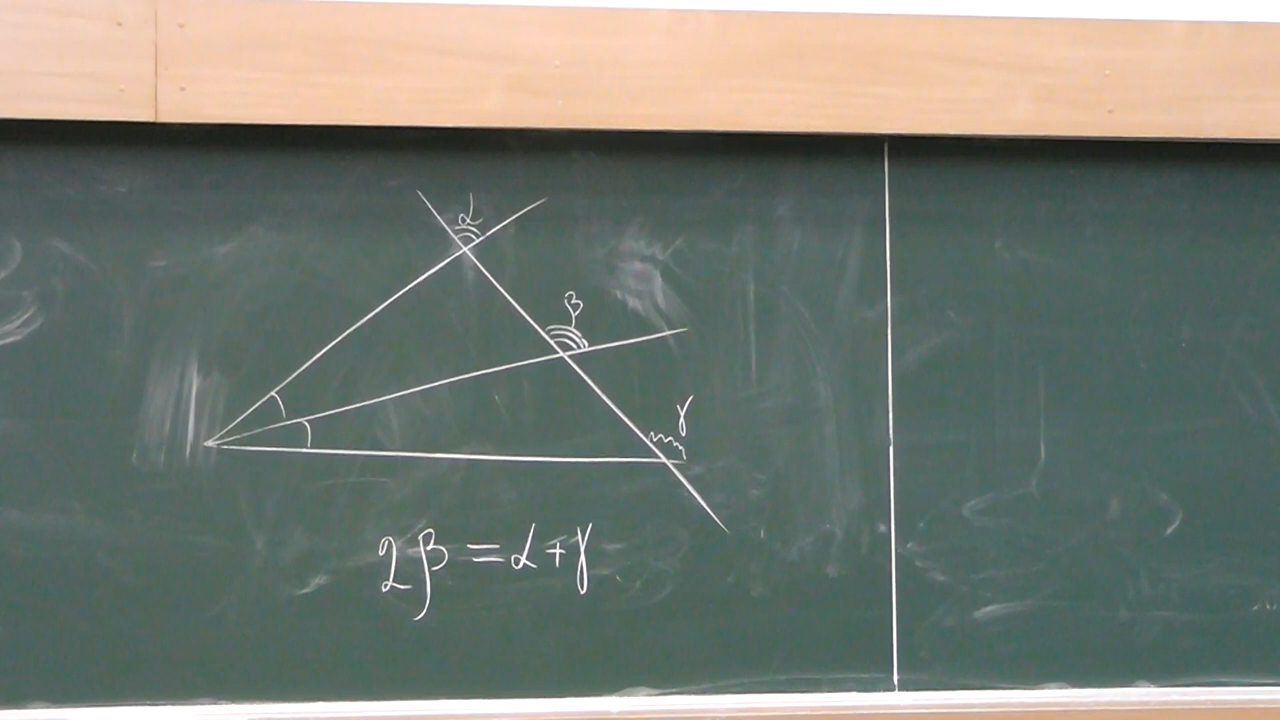 α
β
γ
2β = α + γ